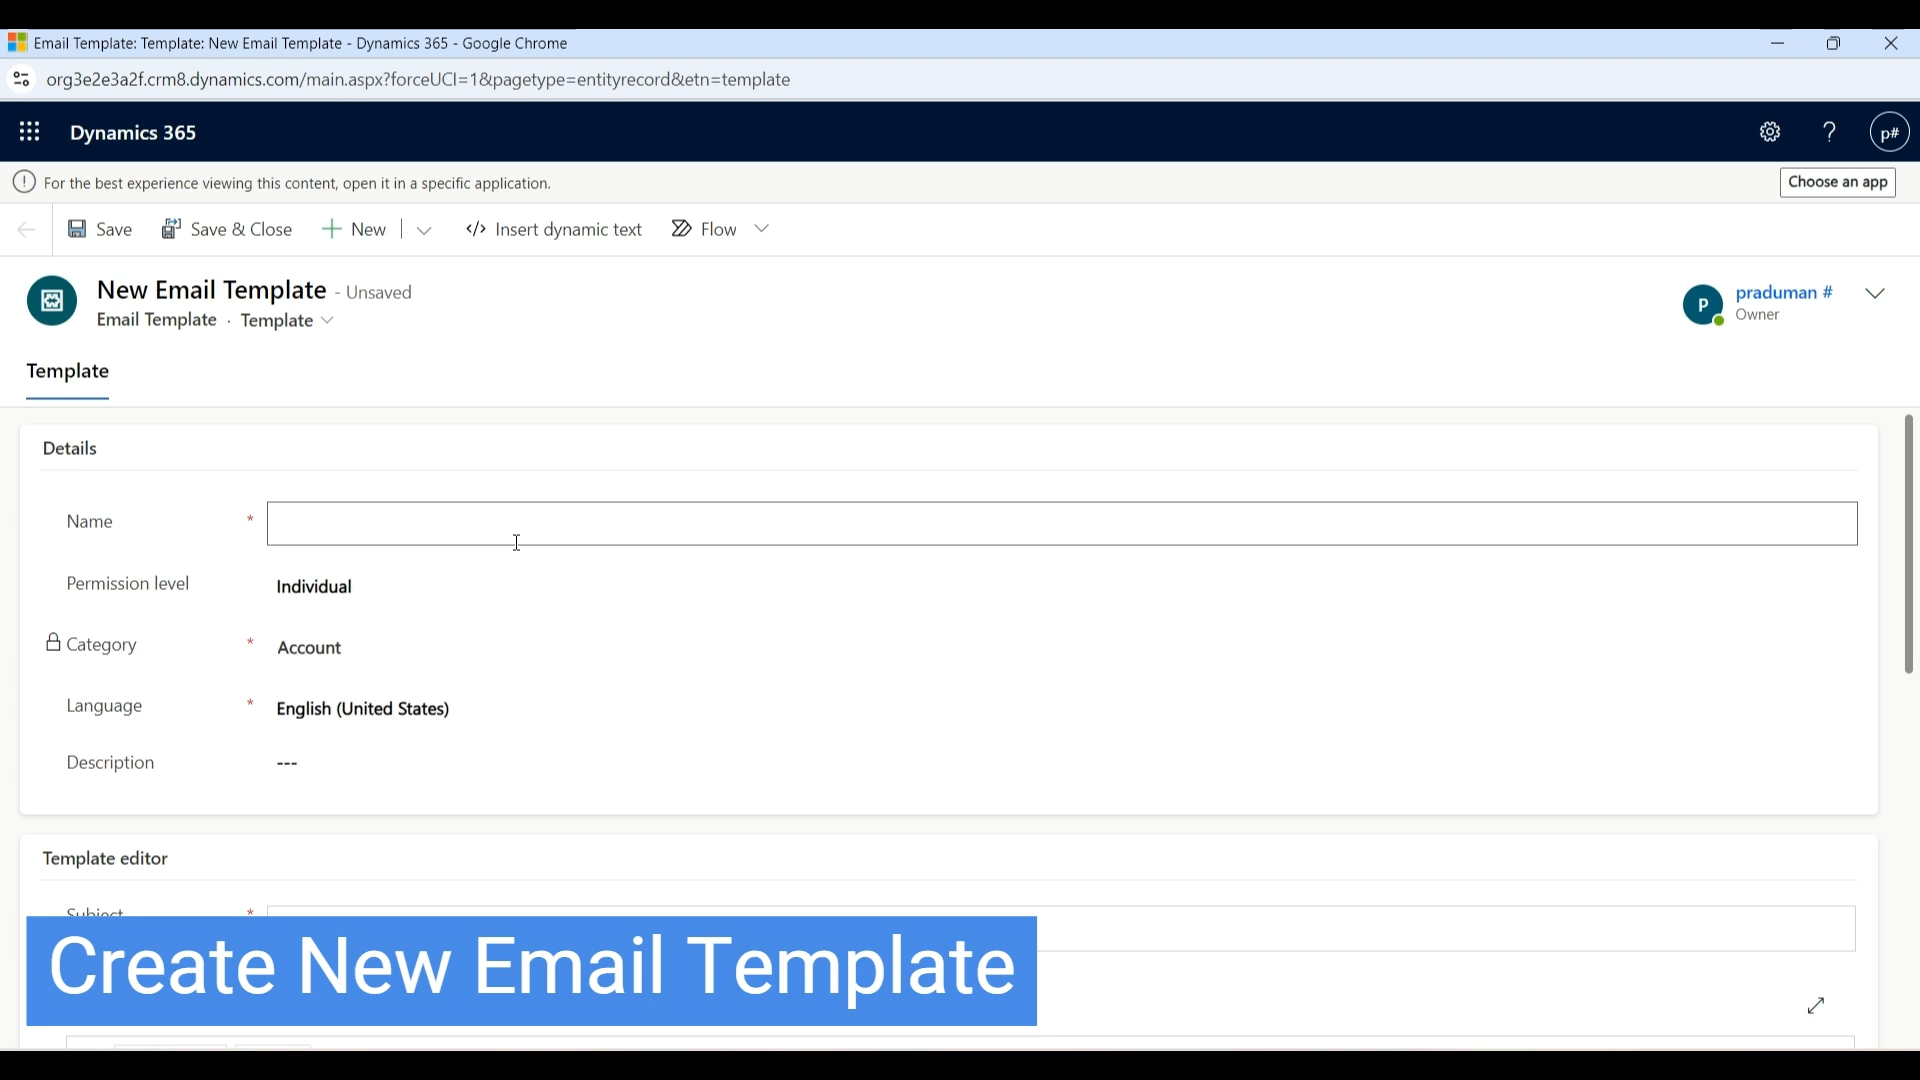 Email Template: Template: New Email Template - Dynamics 365 - Google Chrome
org3e2e3a2f.crm8.dynamics.com/main.aspx?forceUCI=1&pagetype=entityrecord&etn=template
Dynamics 365
? p#
For the best experience viewing this content, open it in a specific application.
Choose an app
Save Save & Close New Insert dynamic text Flow
New Email Template - Unsaved
Email Template · Template
P praduman #
Owner
Template
Details
Name *
Permission level Individual
Category * Account
Language * English (United States)
Description ---
Template editor
Subject *
Create New Email Template